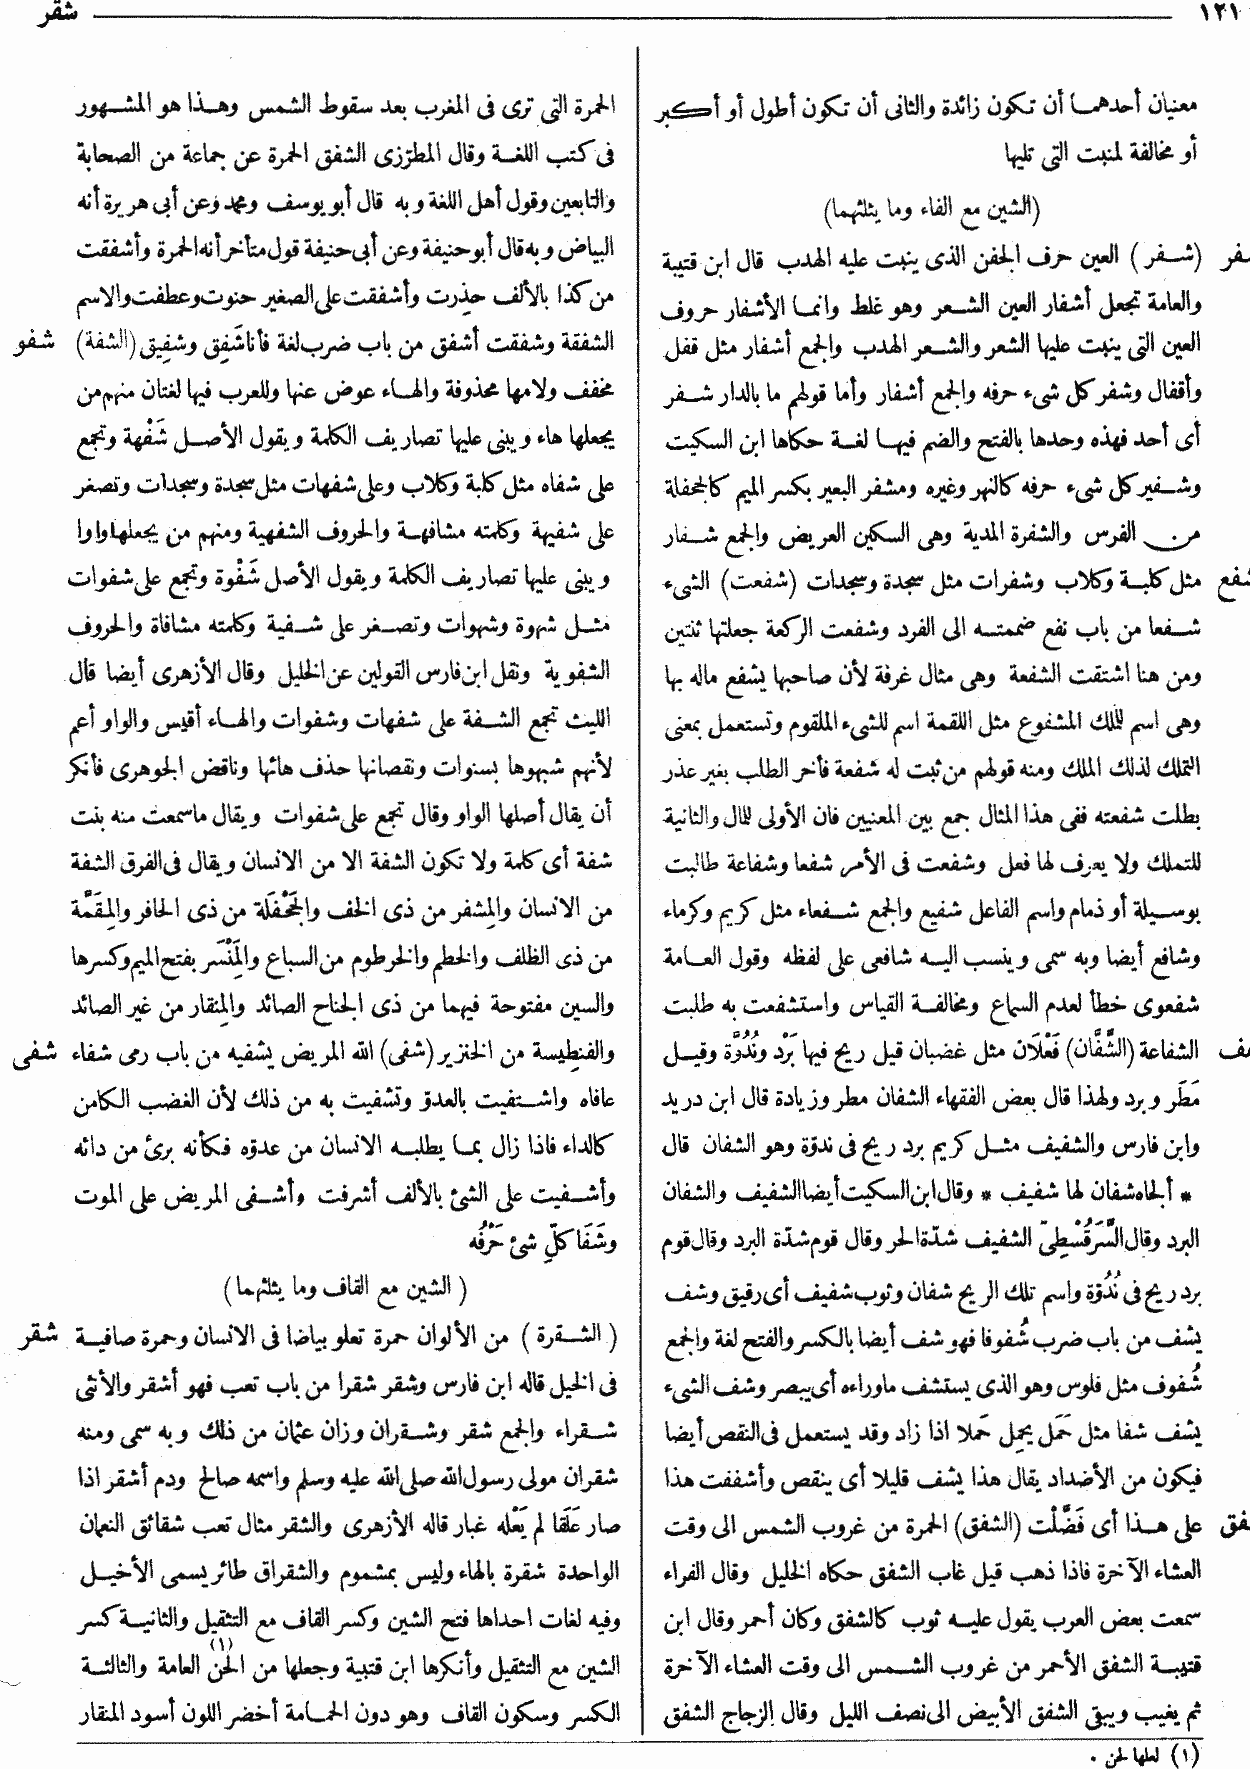 ١٢١
شقر
معنيان أحدهما أن تكون زائدة والثانى أن تكون أطول أو أكبر
أو مخالفة لمنبت التى تليها
(الشين مع الفاء وما يثلثهما)
(شفر) العين حرف الجفن الذى ينبت عليه الهدب قال ابن قتيبة
والعامة تجعل أشفار العين الشعر وهو غلط وانما الأشفار حروف
العين التى ينبت عليها الشعر والشعر الهدب والجمع أشفار مثل قفل
وأقفال وشفر كل شىء حرفه والجمع أشفار وأما قولهم ما بالدار شفر
أى أحد فهذه وحدها بالفتح والضم فيها لغة حكاها ابن السكيت
وشفير كل شىء حرفه كالنهر وغيره ومشفر البعير بكسر الميم كالجحفلة
من الفرس والشفرة المدية وهى السكين العريض والجمع شفار
شفع مثل كلبة وكلاب وشفرات مثل سجدة وسجدات (شفعت) الشىء
شفعا من باب نفع ضممته الى الفرد وشفعت الركعة جعلتها ثنتين
ومن هنا اشتقت الشفعة وهى مثال غرفة لأن صاحبها يشفع ماله بها
وهى اسم للملك المشفوع مثل اللقمة اسم للشىء الملقوم وتستعمل بمعنى
التملك لذلك الملك ومنه قولهم من ثبت له شفعة فأخر الطلب بغير عذر
بطلت شفعته ففى هذا المثال جمع بين المعنيين فان الأولى للمال والثانية
للتملك ولا يعرف لها فعل وشفعت فى الأمر شفعا وشفاعة طالبت
بوسيلة أو ذمام واسم الفاعل شفيع والجمع شفعاء مثل كريم وكرماء
وشافع أيضا وبه سمى وينسب اليه شافعى على لفظه وقول العامة
شفعوى خطأ لعدم السماع ومخالفة القياس واستشفعت به طلبت
الشفاعة (الشَّفَّان) فَعْلَان مثل غضبان قيل ريح فيها بَرْد ونُدُوَّة وقيل
مَطَر وبرد ولهذا قال بعض الفقهاء الشفان مطر وزيادة قال ابن دريد
وابن فارس والشفيف مثل كريم برد ريح فى ندوّة وهو الشفان قال
* ألجاه شفان لها شفيف * وقال ابن السكيت أيضا الشفيف والشفان
البرد وقال السَّرَقُسْطِىّ الشفيف شدّة الحر وقال قوم شدّة البرد وقال قوم
برد ريح فى نُدُوّة واسم تلك الريح شفان وثوب شفيف أى رقيق وشف
يشف من باب ضرب شُفوفا فهو شف أيضا بالكسر والفتح لغة والجمع
شُفوف مثل فلوس وهو الذى يستشف ماوراءه أى يبصر وشف الشىء
يشف شفا مثل حَمَل يحمِل حَملا اذا زاد وقد يستعمل فى النقص أيضا
فيكون من الأضداد يقال هذا يشف قليلا أى ينقص وأشففت هذا
على هذا أى فَضَّلْت (الشفق) الحمرة من غروب الشمس الى وقت
العشاء الآخرة فاذا ذهب قيل غاب الشفق حكاه الخليل وقال الفراء
سمعت بعض العرب يقول عليه ثوب كالشفق وكان أحمر وقال ابن
قتيبة الشفق الأحمر من غروب الشمس الى وقت العشاء الآخرة
ثم يغيب ويبقى الشفق الأبيض الى نصف الليل وقال الزجاج الشفق
(١) لعلها لحن .
الحمرة التى ترى فى المغرب بعد سقوط الشمس وهذا هو المشهور
فى كتب اللغة وقال المطرّزى الشفق الحمرة عن جماعة من الصحابة
والتابعين وقول أهل اللغة وبه قال أبو يوسف ومحمد وعن أبى هريرة أنه
البياض وبه قال أبو حنيفة وعن أبى حنيفة قول متأخر أنه الحمرة وأشفقت
من كذا بالألف حذِرت وأشفقت على الصغير حنوت وعطفت والاسم
الشفقة وشفقت أشفق من باب ضرب لغة فأنا شَفِق وشفِيق (الشفة) شفو
مخفف ولامها محذوفة والهاء عوض عنها وللعرب فيها لغتان منهم من
يجعلها هاء ويبنى عليها تصاريف الكلمة ويقول الأصل شَفْهة وتجمع
على شفاه مثل كلبة وكلاب وعلى شفهات مثل سجدة وسجدات وتصغر
على شفيهة وكلمته مشافهة والحروف الشفهية ومنهم من يجعلها واوا
ويبنى عليها تصاريف الكلمة ويقول الأصل شَفْوة وتجمع على شفوات
مثل شهوة وشهوات وتصغر على شفية وكلمته مشافاة والحروف
الشفوية ونقل ابن فارس القولين عن الخليل وقال الأزهرى أيضا قال
الليث تجمع الشفة على شفهات وشفوات والهاء أقيس والواو أعم
لأنهم شبهوها بسنوات ونقصانها حذف هائها وناقض الجوهرى فأنكر
أن يقال أصلها الواو وقال تجمع على شفوات ويقال ماسمعت منه بنت
شفة أى كلمة ولا تكون الشفة الا من الانسان ويقال فى الفرق الشفة
من الانسان والمِشفر من ذى الخف والجَحْفَلَة من ذى الحافر والمِقَمَّة
من ذى الظلف والخطم والخرطوم من السباع والمَِنْسَر بفتح الميم وكسرها
والسين مفتوحة فيهما من ذى الجناح الصائد والمِنقار من غير الصائد
والفنطِيسة من الخنزير (شفى) الله المريض يشفيه من باب رمى شفاء شفى
عافاه واشتفيت بالعدوّ وتشفيت به من ذلك لأن الغضب الكامن
كالداء فاذا زال بما يطلبه الانسان من عدوّه فكأنه برئ من دائه
وأشفيت على الشئ بالألف أشرفت وأشفى المريض على الموت
وشَفَا كلّ شئ حَرْفُه
(الشين مع القاف وما يثلثهما)
(الشقرة) من الألوان حمرة تعلو بياضا فى الانسان وحمرة صافية شقر
فى الخيل قاله ابن فارس وشقر شقرا من باب تعب فهو أشقر والأنثى
شقراء والجمع شقر وشقران وزان عثمان من ذلك وبه سمى ومنه
شقران مولى رسول الله صلى الله عليه وسلم واسمه صالح ودم أشقر اذا
صار عَلَقا لم يَعْله غبار قاله الأزهرى والشقر مثال تعب شقائق النعمان
الواحدة شقرة بالهاء وليس بمشموم والشقراق طائر يسمى الأخيل
وفيه لغات احداها فتح الشين وكسر القاف مع التثقيل والثانية كسر
الشين مع التثقيل وأنكرها ابن قتيبة وجعلها من الحن(١) العامة والثالثة
الكسر وسكون القاف وهو دون الحمامة أخضر اللون أسود المنقار